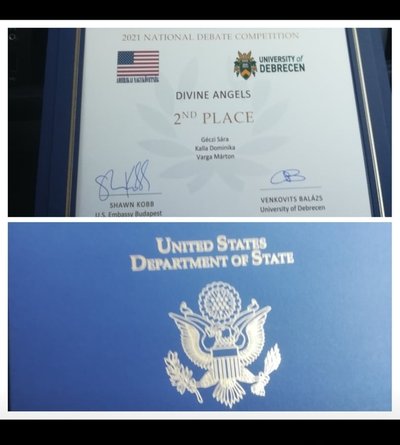 2021 NATIONAL DEBATE COMPETITION
UNIVERSITY of
DEBRECEN
AMERIKAI NAGYKÖVETSÉG
DIVINE ANGELS
2ND PLACE
Géczi Sára
Kalla Dominika
Varga Márton
SHAWN KOBB
U.S. Embassy Budapest
VENKOVITS BALÁZS
University of Debrecen
UNITED STATES
DEPARTMENT OF STATE